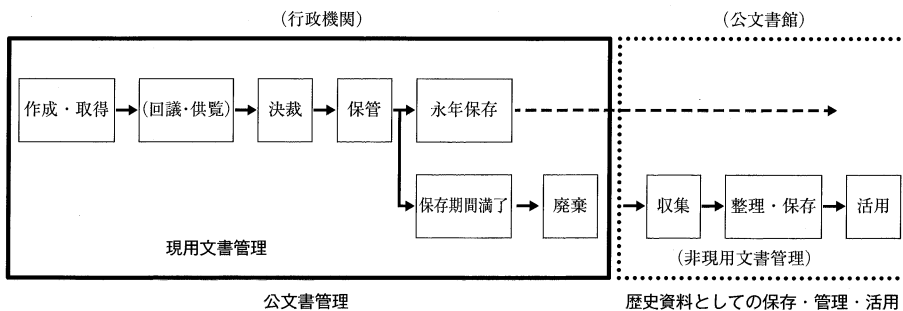 (行政機関)
(公文書館)
作成・取得
(回議・供覧)
決裁
保管
永年保存
保存期間満了
廃棄
収集
整理・保存
活用
現用文書管理
(非現用文書管理)
公文書管理
歴史資料としての保存・管理・活用